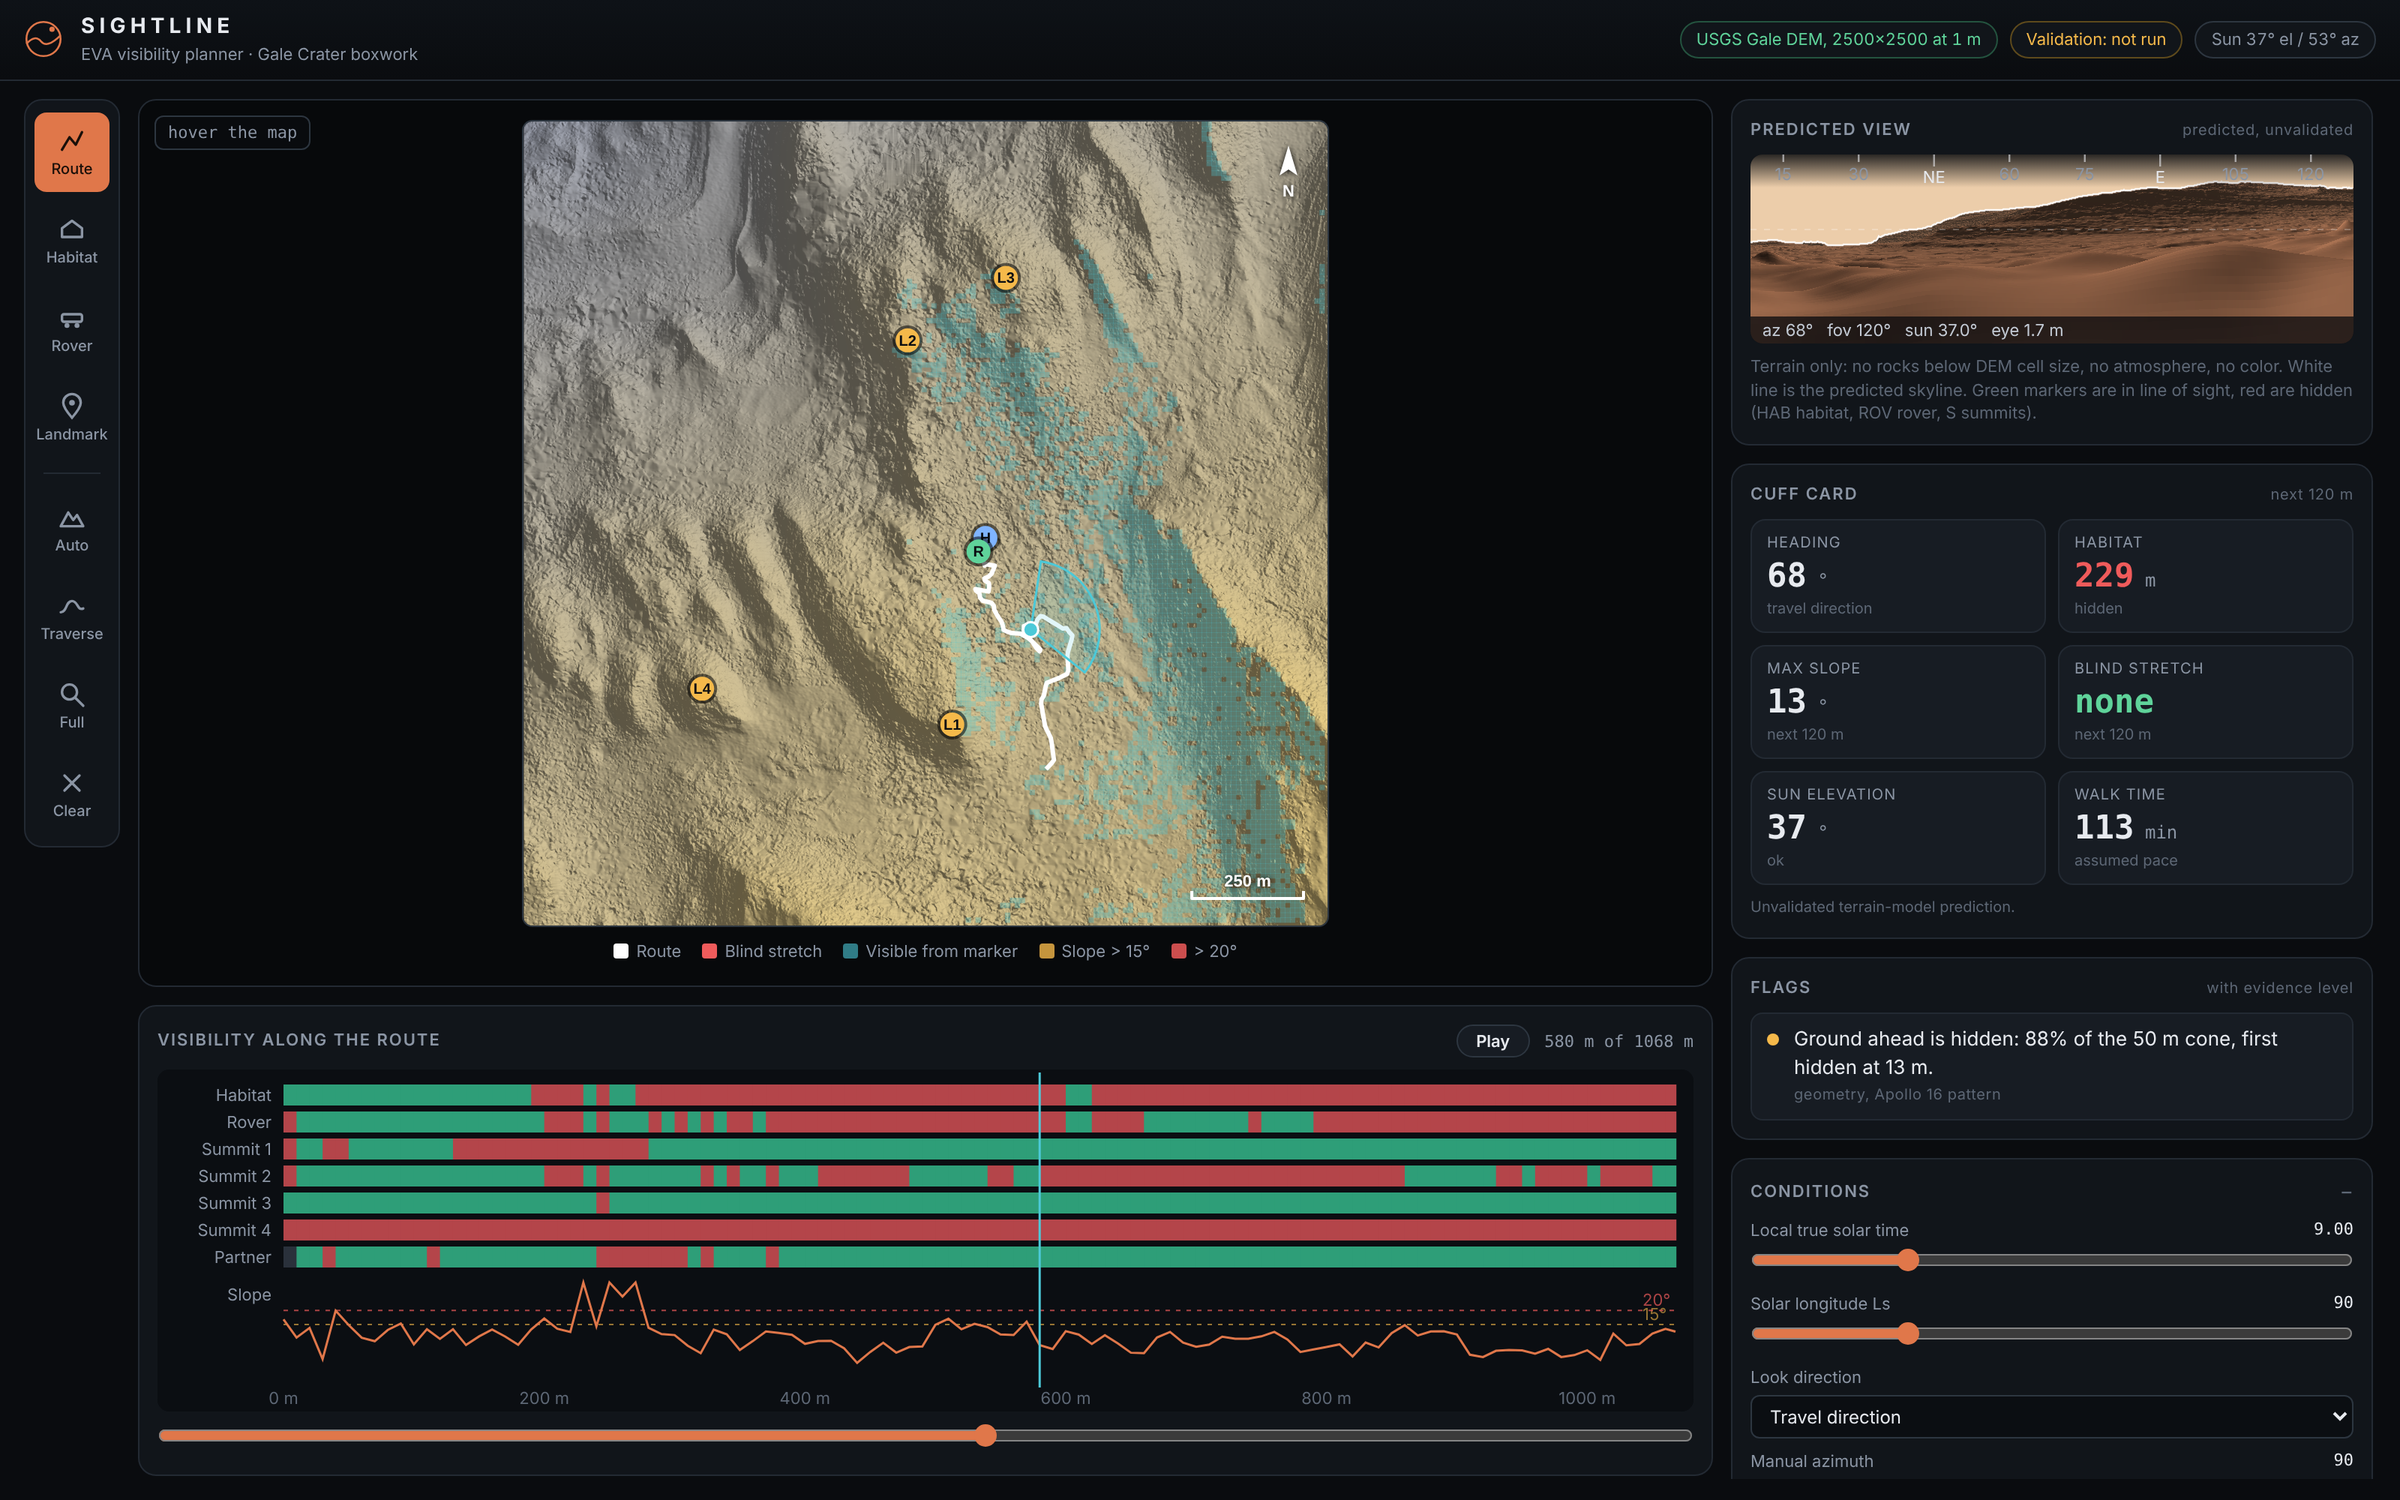 SIGHTLINE
EVA visibility planner · Gale Crater boxwork
USGS Gale DEM, 2500×2500 at 1 m
Validation: not run
Sun 37° el / 53° az
Route
Habitat
Rover
Landmark
Auto
Traverse
Full
Clear
hover the map
N
L3
L2
H
R
L4
L1
250 m
Route
Blind stretch
Visible from marker
Slope > 15°
> 20°
VISIBILITY ALONG THE ROUTE
Play
580 m of 1068 m
Habitat
Rover
Summit 1
Summit 2
Summit 3
Summit 4
Partner
Slope
20°
15°
0 m
200 m
400 m
600 m
800 m
1000 m
PREDICTED VIEW
predicted, unvalidated
15
30
NE
60
75
E
105
120
az 68° fov 120° sun 37.0° eye 1.7 m
Terrain only: no rocks below DEM cell size, no atmosphere, no color. White
line is the predicted skyline. Green markers are in line of sight, red are hidden
(HAB habitat, ROV rover, S summits).
CUFF CARD
next 120 m
HEADING
68 °
travel direction
HABITAT
229 m
hidden
MAX SLOPE
13 °
next 120 m
BLIND STRETCH
none
next 120 m
SUN ELEVATION
37 °
ok
WALK TIME
113 min
assumed pace
Unvalidated terrain-model prediction.
FLAGS
with evidence level
Ground ahead is hidden: 88% of the 50 m cone, first
hidden at 13 m.
geometry, Apollo 16 pattern
CONDITIONS
–
Local true solar time
9.00
Solar longitude Ls
90
Look direction
Travel direction
Manual azimuth
90